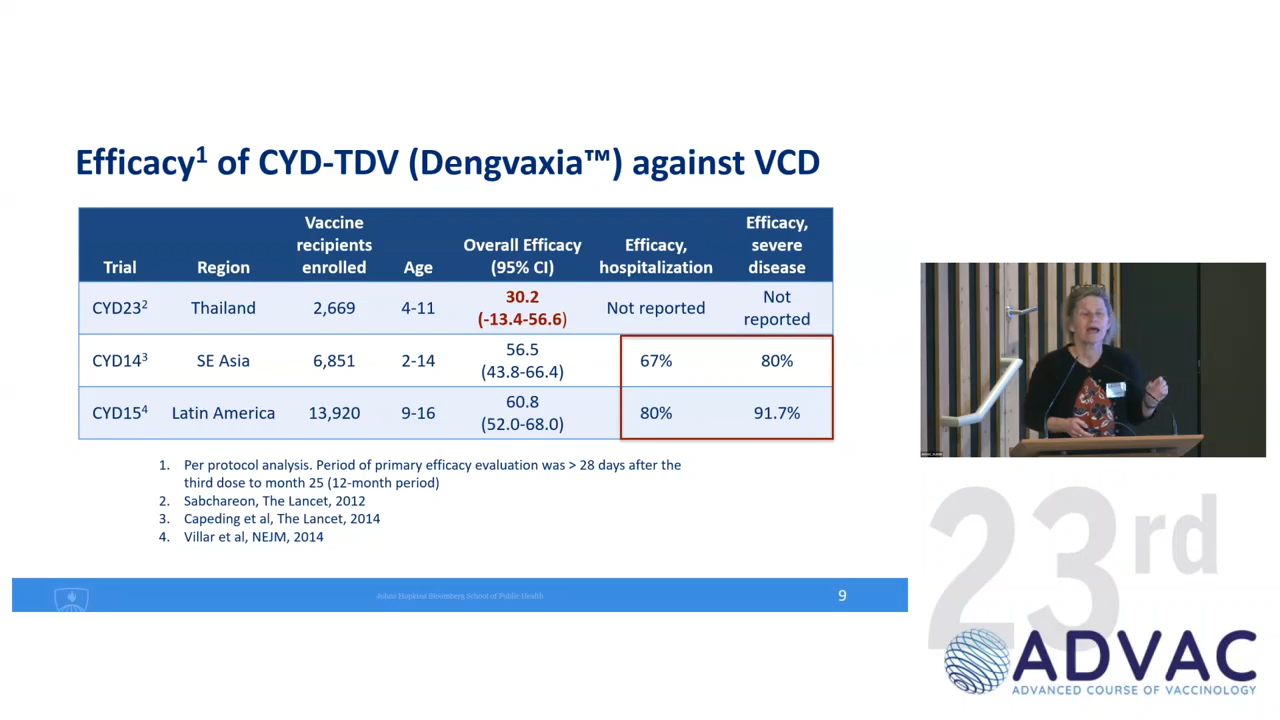 Efficacy1 of CYD-TDV (Dengvaxia™) against VCD
Trial Region Vaccine recipients enrolled Age Overall Efficacy (95% CI) Efficacy, hospitalization Efficacy, severe disease
CYD232 Thailand 2,669 4-11 30.2 (-13.4-56.6) Not reported Not reported
CYD143 SE Asia 6,851 2-14 56.5 (43.8-66.4) 67% 80%
CYD154 Latin America 13,920 9-16 60.8 (52.0-68.0) 80% 91.7%
1. Per protocol analysis. Period of primary efficacy evaluation was > 28 days after the
third dose to month 25 (12-month period)
2. Sabchareon, The Lancet, 2012
3. Capeding et al, The Lancet, 2014
4. Villar et al, NEJM, 2014
Johns Hopkins Bloomberg School of Public Health
9
23rd
ADVAC
ADVANCED COURSE OF VACCINOLOGY